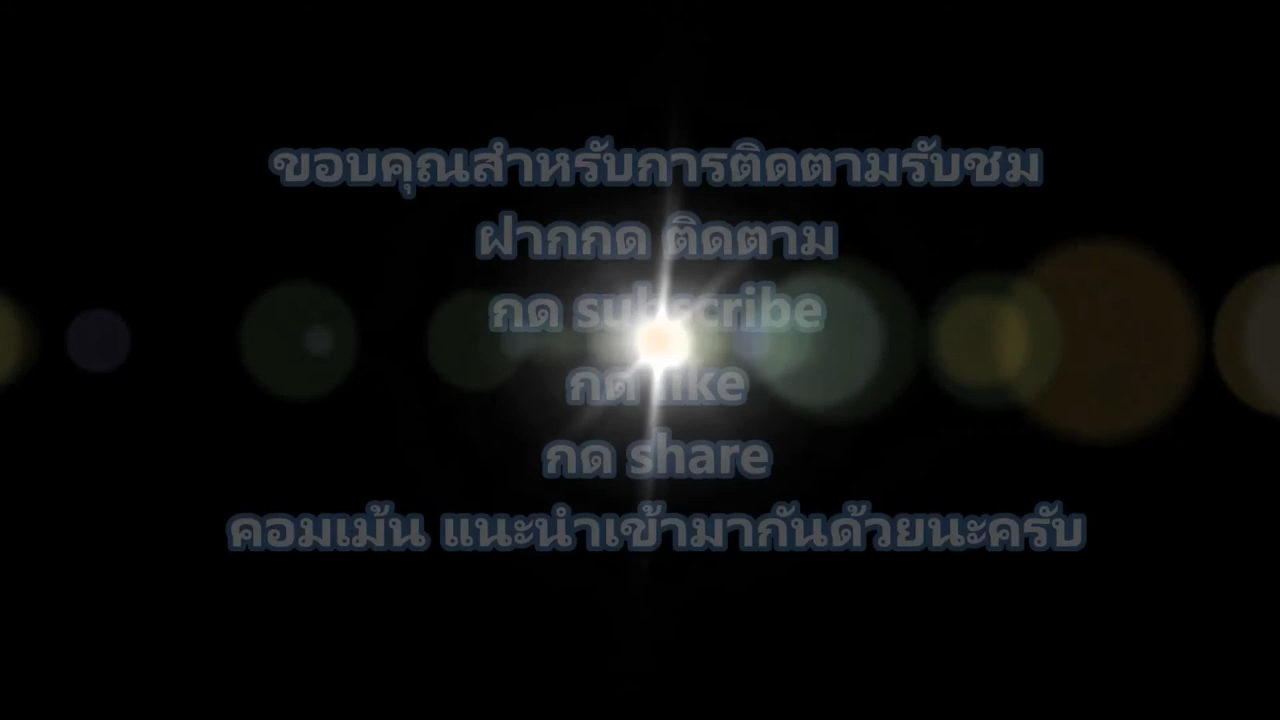 ขอบคุณสำหรับการติดตามรับชม
ฝากกด ติดตาม
กด subscribe
กด like
กด share
คอมเม้น แนะนำเข้ามากันด้วยนะครับ